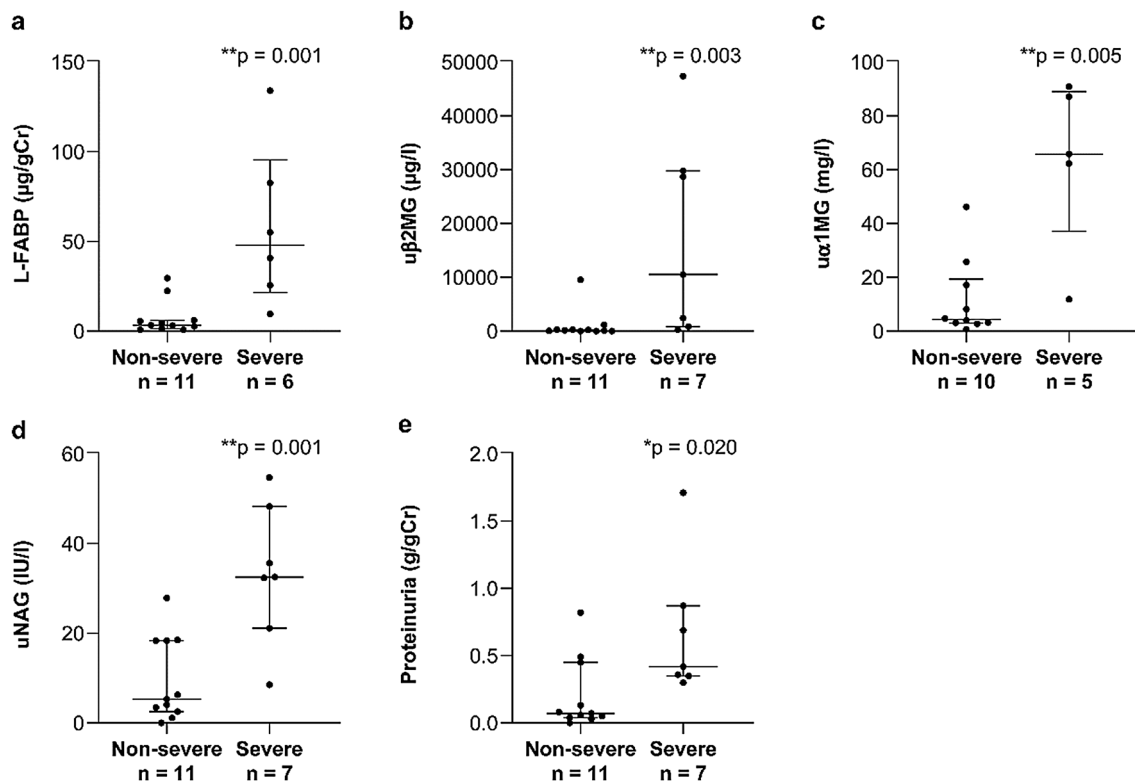 a
**p = 0.001
L-FABP (µg/gCr)
150
100
50
0
Non-severe Severe
n = 11 n = 6
b
**p = 0.003
uβ2MG (µg/l)
50000
40000
30000
20000
10000
0
Non-severe Severe
n = 11 n = 7
c
**p = 0.005
uα1MG (mg/l)
100
80
60
40
20
0
Non-severe Severe
n = 10 n = 5
d
**p = 0.001
uNAG (IU/l)
60
40
20
0
Non-severe Severe
n = 11 n = 7
e
*p = 0.020
Proteinuria (g/gCr)
2.0
1.5
1.0
0.5
0.0
Non-severe Severe
n = 11 n = 7